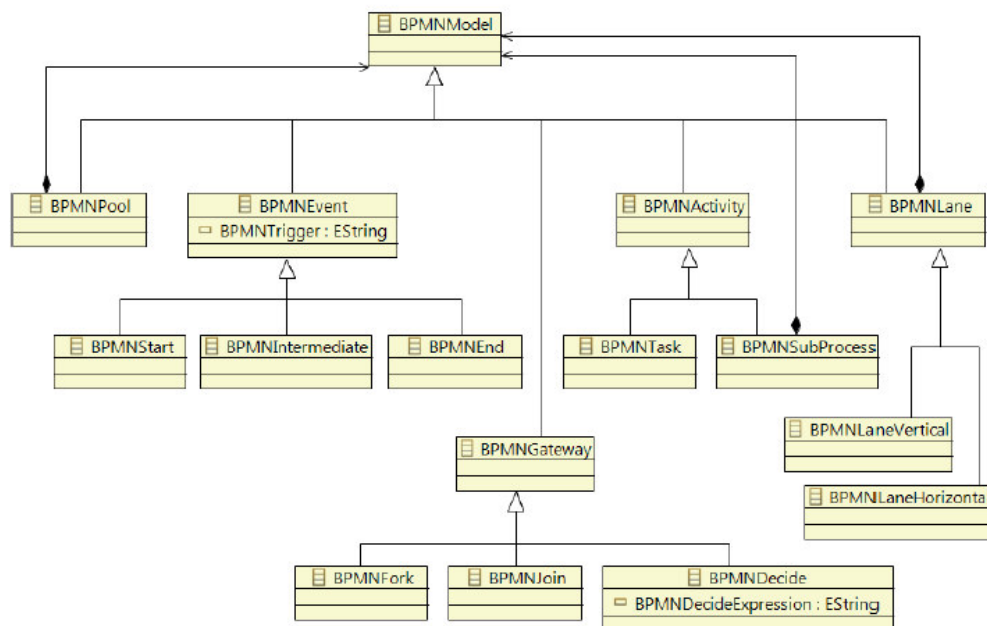 BPMNModel
BPMNPool
BPMNEvent
BPMNTrigger : EString
BPMNActivity
BPMNLane
BPMNStart
BPMNIntermediate
BPMNEnd
BPMNTask
BPMNSubProcess
BPMNLaneVertical
BPMNGateway
BPMNLaneHorizonta
BPMNFork
BPMNJoin
BPMNDecide
BPMNDecideExpression : EString